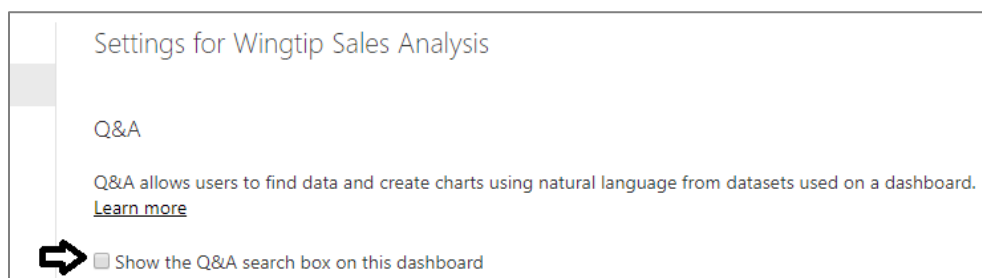 Settings for Wingtip Sales Analysis
Q&A
Q&A allows users to find data and create charts using natural language from datasets used on a dashboard.
Learn more
Show the Q&A search box on this dashboard